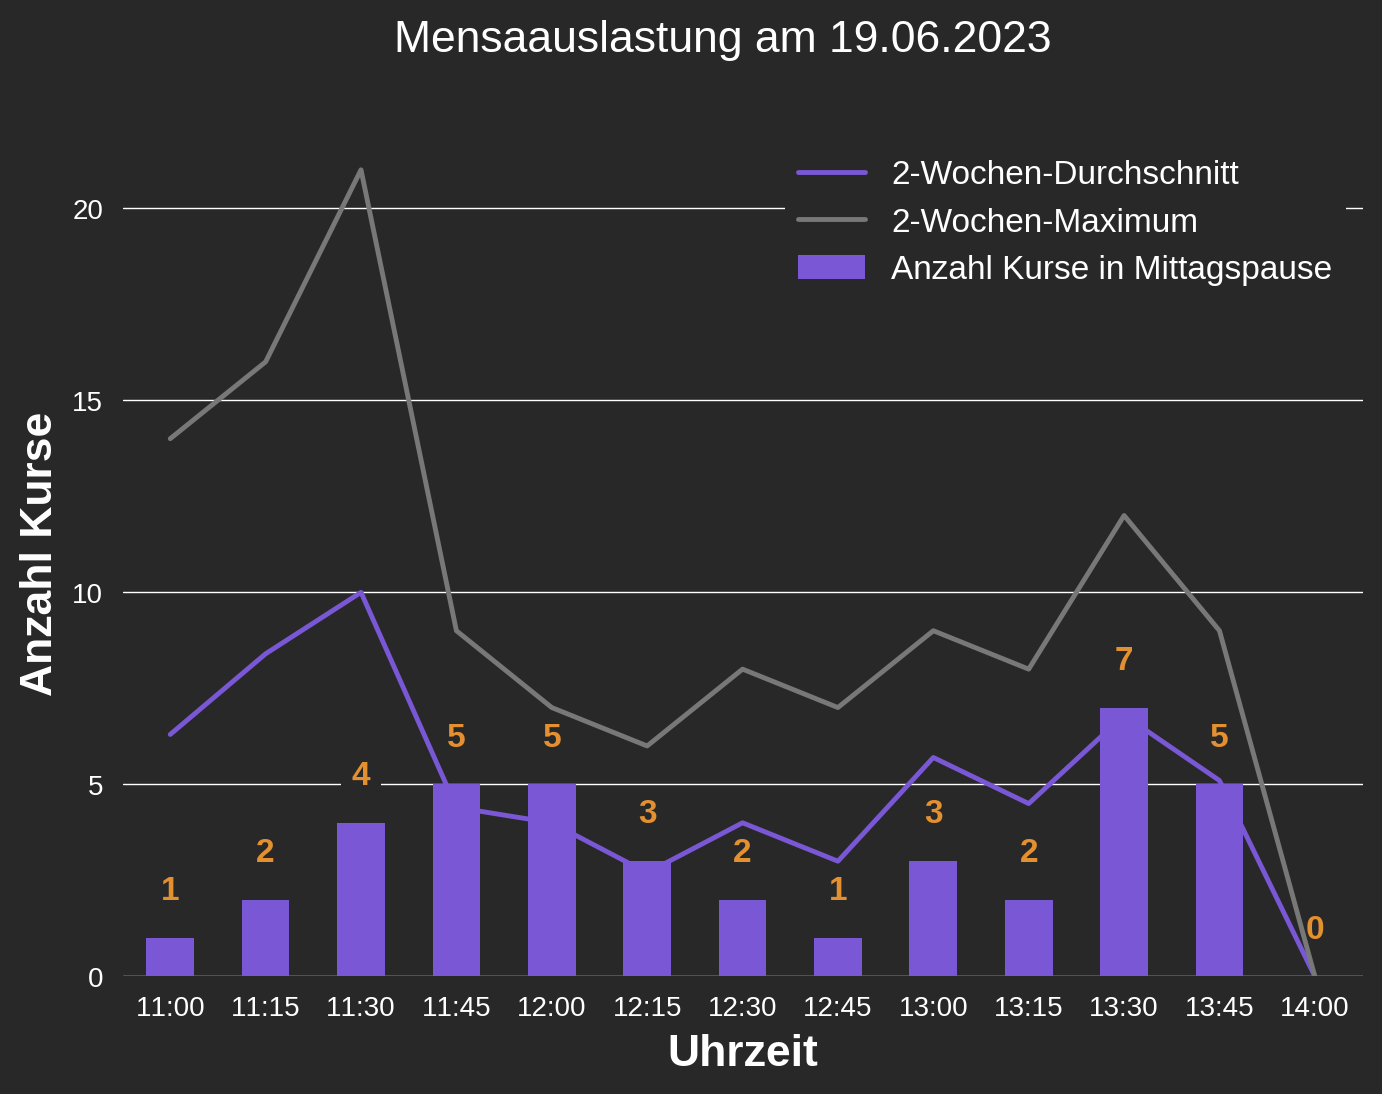 Mensaauslastung am 19.06.2023
2-Wochen-Durchschnitt
2-Wochen-Maximum
Anzahl Kurse in Mittagspause
Anzahl Kurse
20
15
10
5
0
1
2
4
5
5
3
2
1
3
2
7
5
0
11:00 11:15 11:30 11:45 12:00 12:15 12:30 12:45 13:00 13:15 13:30 13:45 14:00
Uhrzeit